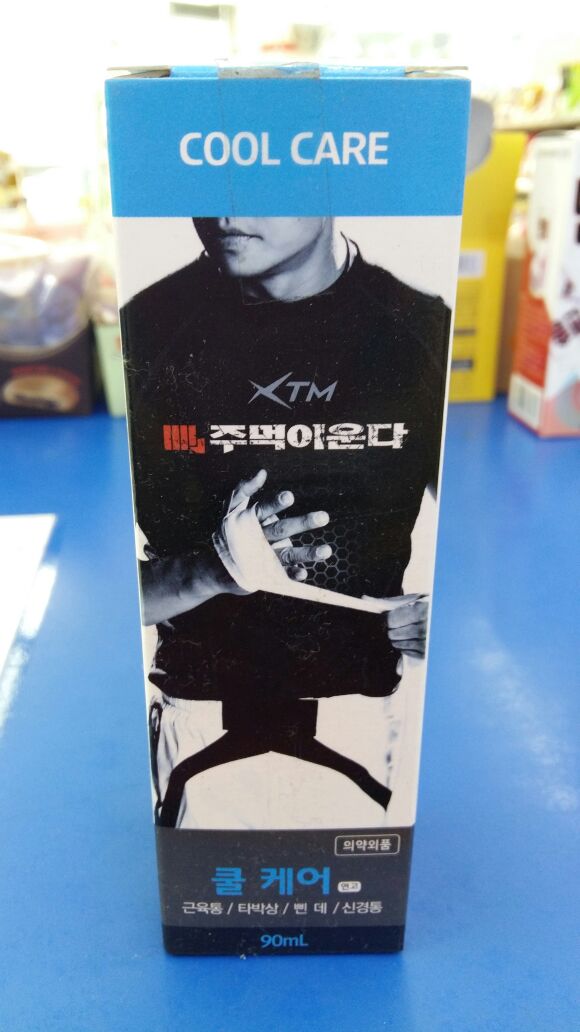 COOL CARE
XTM
주먹이운다
의약외품
쿨 케어 연고
근육통 / 타박상 / 삔 데 / 신경통
90mL